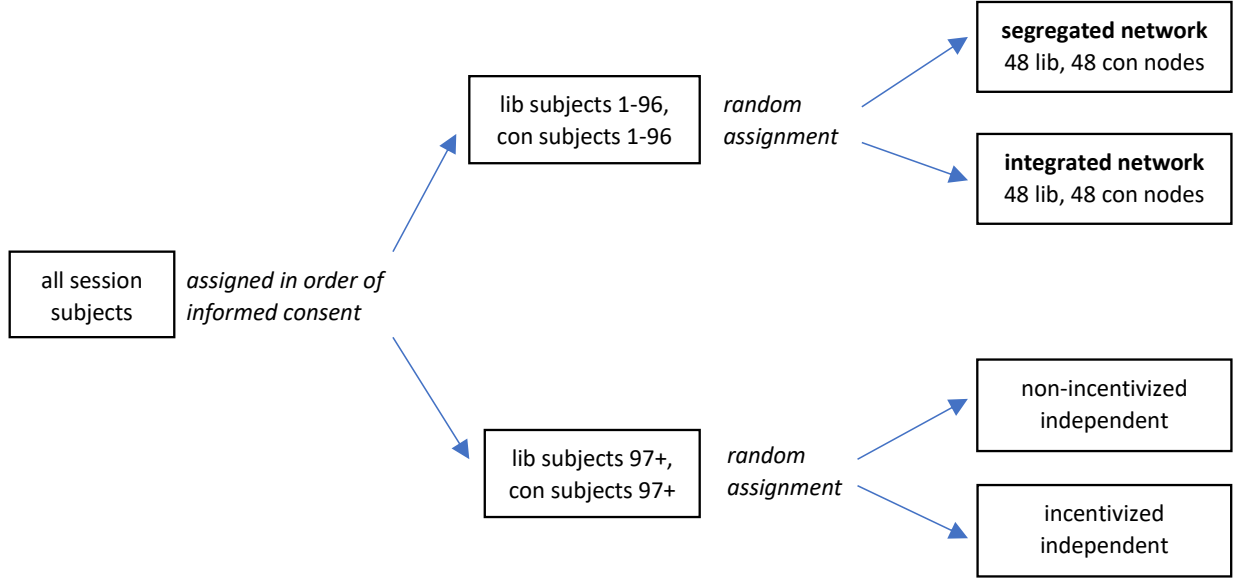 all session
subjects
assigned in order of
informed consent
lib subjects 1-96,
con subjects 1-96
random
assignment
segregated network
48 lib, 48 con nodes
integrated network
48 lib, 48 con nodes
lib subjects 97+,
con subjects 97+
random
assignment
non-incentivized
independent
incentivized
independent